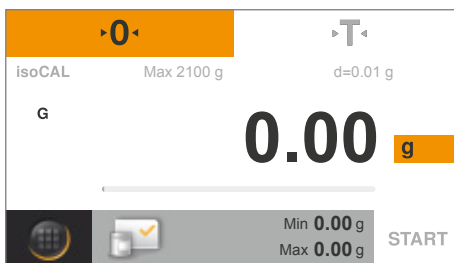 ▸0◂ ▸T◂
isoCAL Max 2100 g d=0.01 g
G
0.00 g
Min 0.00 g
Max 0.00 g
START